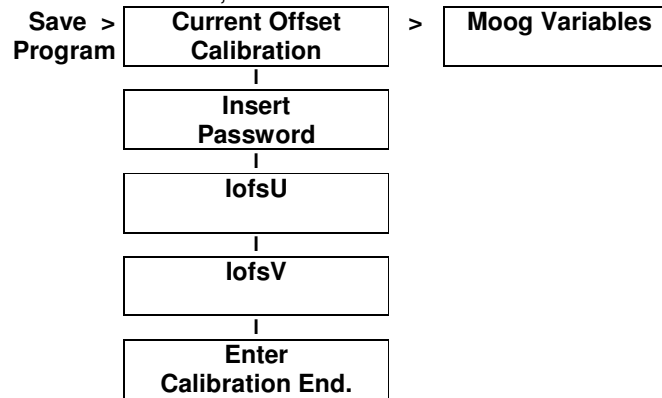 Save > Current Offset > Moog Variables
Program Calibration
Insert
Password
IofsU
IofsV
Enter
Calibration End.